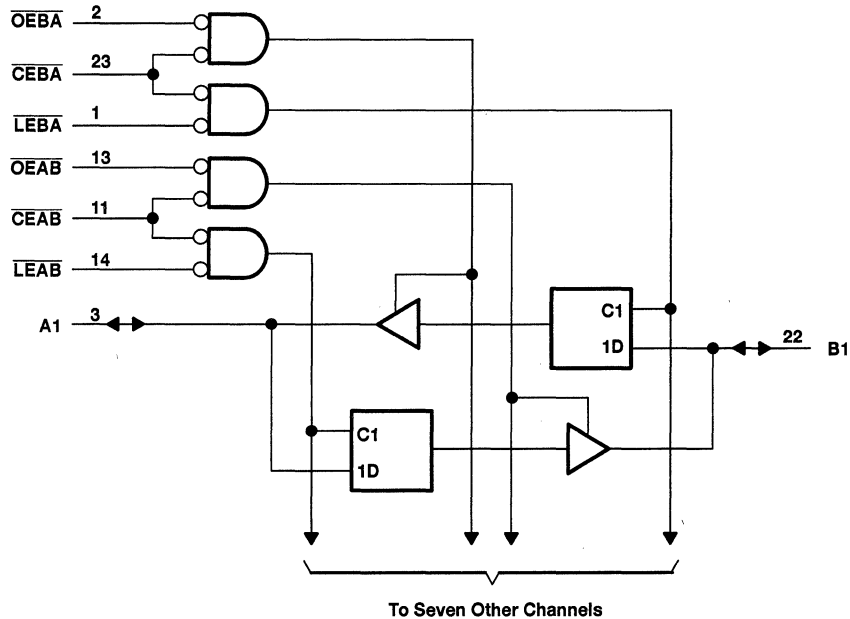 OEBA 2
CEBA 23
LEBA 1
OEAB 13
CEAB 11
LEAB 14
A1 3
C1
1D
22 B1
C1
1D
To Seven Other Channels